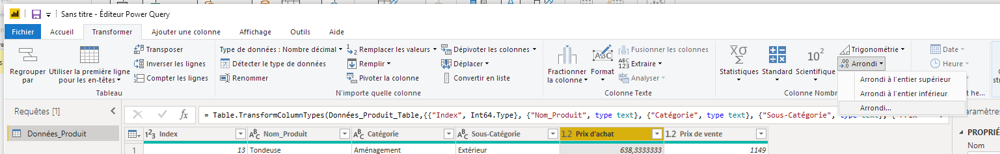 Sans titre - Éditeur Power Query
Fichier Accueil Transformer Ajouter une colonne Affichage Outils Aide
Regrouper par
Utiliser la première ligne pour les en-têtes
Transposer
Inverser les lignes
Compter les lignes
Tableau
Type de données : Nombre décimal
Détecter le type de données
Renommer
Remplacer les valeurs
Remplir
Pivoter la colonne
Dépivoter les colonnes
Déplacer
Convertir en liste
N'importe quelle colonne
Fractionner la colonne
Format
Fusionner les colonnes
Extraire
Analyser
Colonne Texte
Statistiques
Standard
Scientifique
Trigonométrie
Arrondi
Colonne Nombr
Date
Heure
Arrondi à l'entier supérieur
Arrondi à l'entier inférieur
Arrondi...
Requêtes [1]
Données_Produit
= Table.TransformColumnTypes(Données_Produit_Table,{{"Index", Int64.Type}, {"Nom_Produit", type text}, {"Catégorie", type text}, {"Sous-Catégorie", type text}, {"Prix
Index Nom_Produit Catégorie Sous-Catégorie 1.2 Prix d'achat 1.2 Prix de vente
1 13 Tondeuse Aménagement Extérieur 638,3333333 1149
Paramètres
PROPRIÉ
Nom